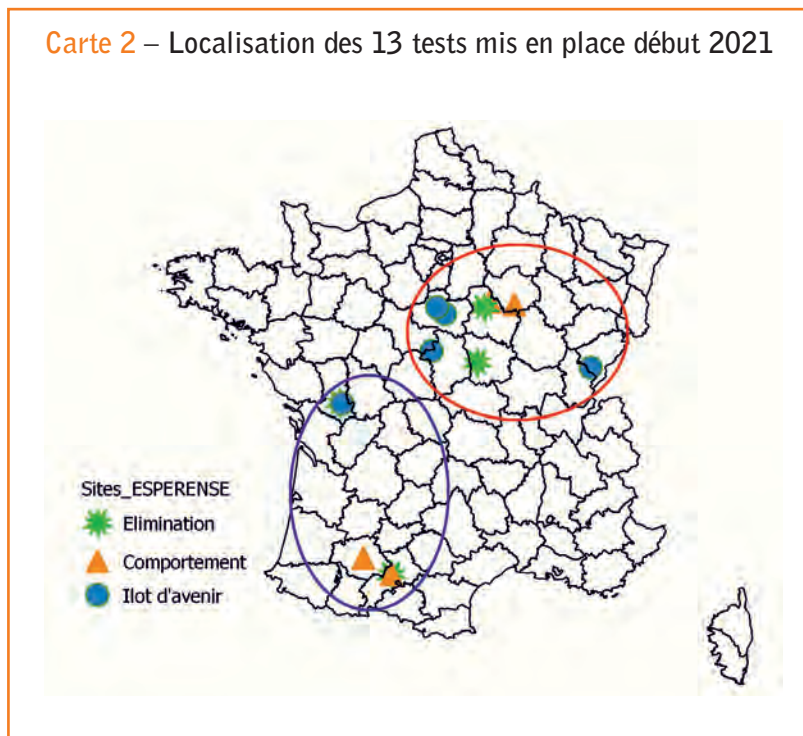 Carte 2 – Localisation des 13 tests mis en place début 2021
Sites_ESPERENSE
Elimination
Comportement
Ilot d'avenir